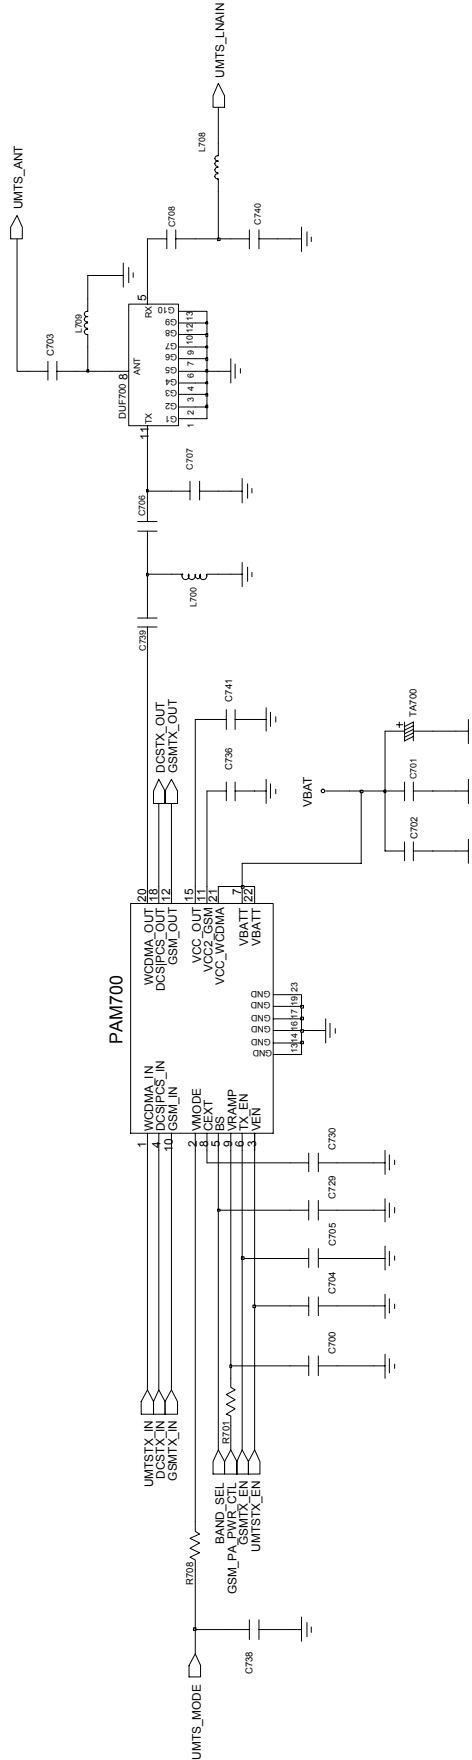 UMTS_ANT
UMTS_LNAIN
L708
C703
L709
C708
C740
DUF700
8
ANT
5
RX
11
TX
G1
G2
G3
G4
G5
G6
G7
G8
G9
G10
1
2
3
4
6
7
9
10
12
13
C706
C707
C739
L700
DCSTX_OUT
GSMTX_OUT
C741
C736
VBAT
TA700
+
C701
C702
PAM700
20
18
12
15
11
21
7
22
WCDMA_OUT
DCS|PCS_OUT
GSM_OUT
VCC_OUT
VCC2_GSM
VCC_WCDMA
VBATT
VBATT
GND
GND
GND
GND
GND
GND
13
14
16
17
19
23
WCDMA_IN
DCS|PCS_IN
GSM_IN
VMODE
CEXT
BS
VRAMP
TX_EN
VEN
1
4
10
2
8
5
9
6
3
C730
C729
C705
C704
C700
R701
UMTSTX_IN
DCSTX_IN
GSMTX_IN
BAND_SEL
GSM_PA_PWR_CTL
GSMTX_EN
UMTSTX_EN
R708
C738
UMTS_MODE